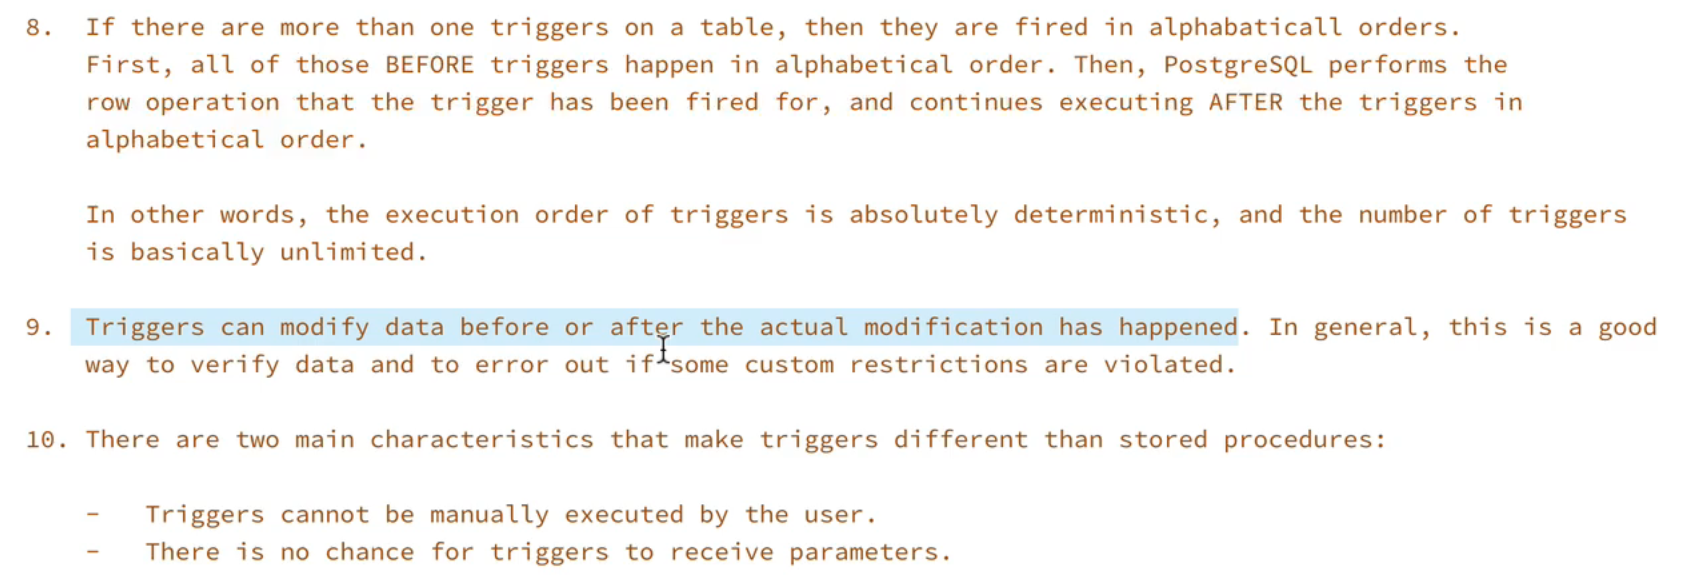 8. If there are more than one triggers on a table, then they are fired in alphabaticall orders.
First, all of those BEFORE triggers happen in alphabetical order. Then, PostgreSQL performs the
row operation that the trigger has been fired for, and continues executing AFTER the triggers in
alphabetical order.
In other words, the execution order of triggers is absolutely deterministic, and the number of triggers
is basically unlimited.
9. Triggers can modify data before or after the actual modification has happened. In general, this is a good
way to verify data and to error out if some custom restrictions are violated.
10. There are two main characteristics that make triggers different than stored procedures:
- Triggers cannot be manually executed by the user.
- There is no chance for triggers to receive parameters.